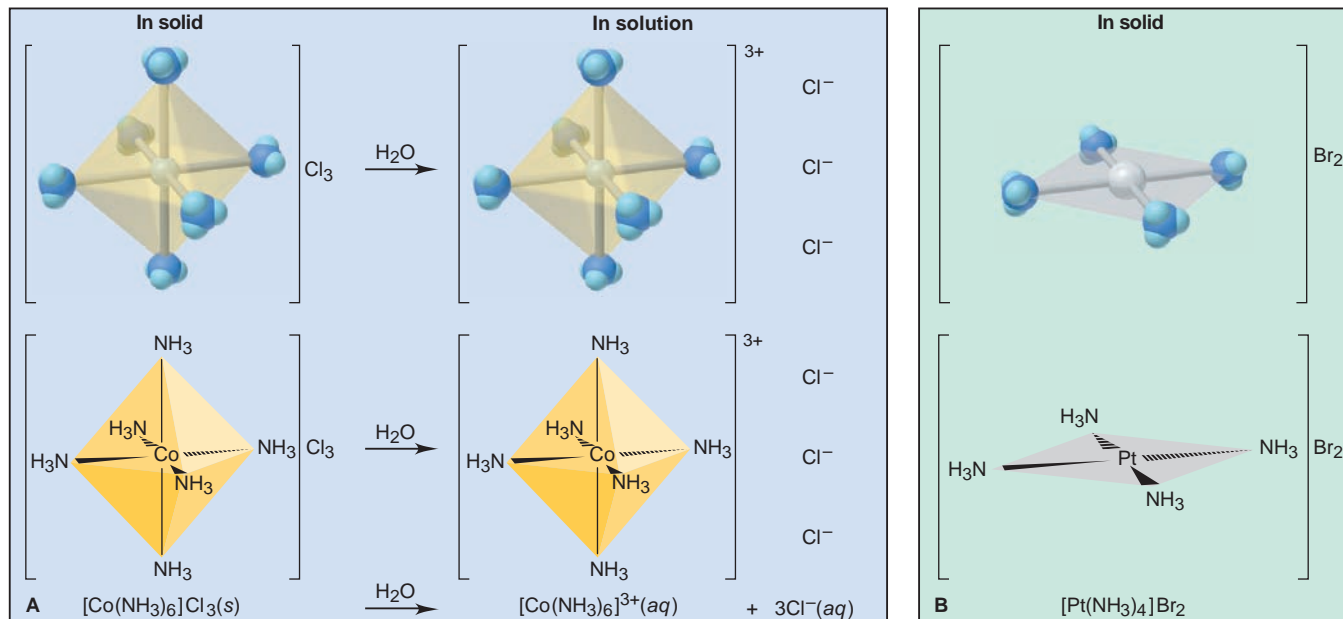 In solid
In solution
3+
Cl₃
H₂O
Cl⁻
Cl⁻
Cl⁻
NH₃
H₃N
H₃N
Co
NH₃
NH₃
NH₃
Cl₃
H₂O
3+
NH₃
H₃N
H₃N
Co
NH₃
NH₃
NH₃
Cl⁻
Cl⁻
Cl⁻
A
[Co(NH₃)₆]Cl₃(s)
H₂O
[Co(NH₃)₆]³⁺(aq)
+ 3Cl⁻(aq)
In solid
Br₂
H₃N
H₃N
Pt
NH₃
NH₃
Br₂
B
[Pt(NH₃)₄]Br₂